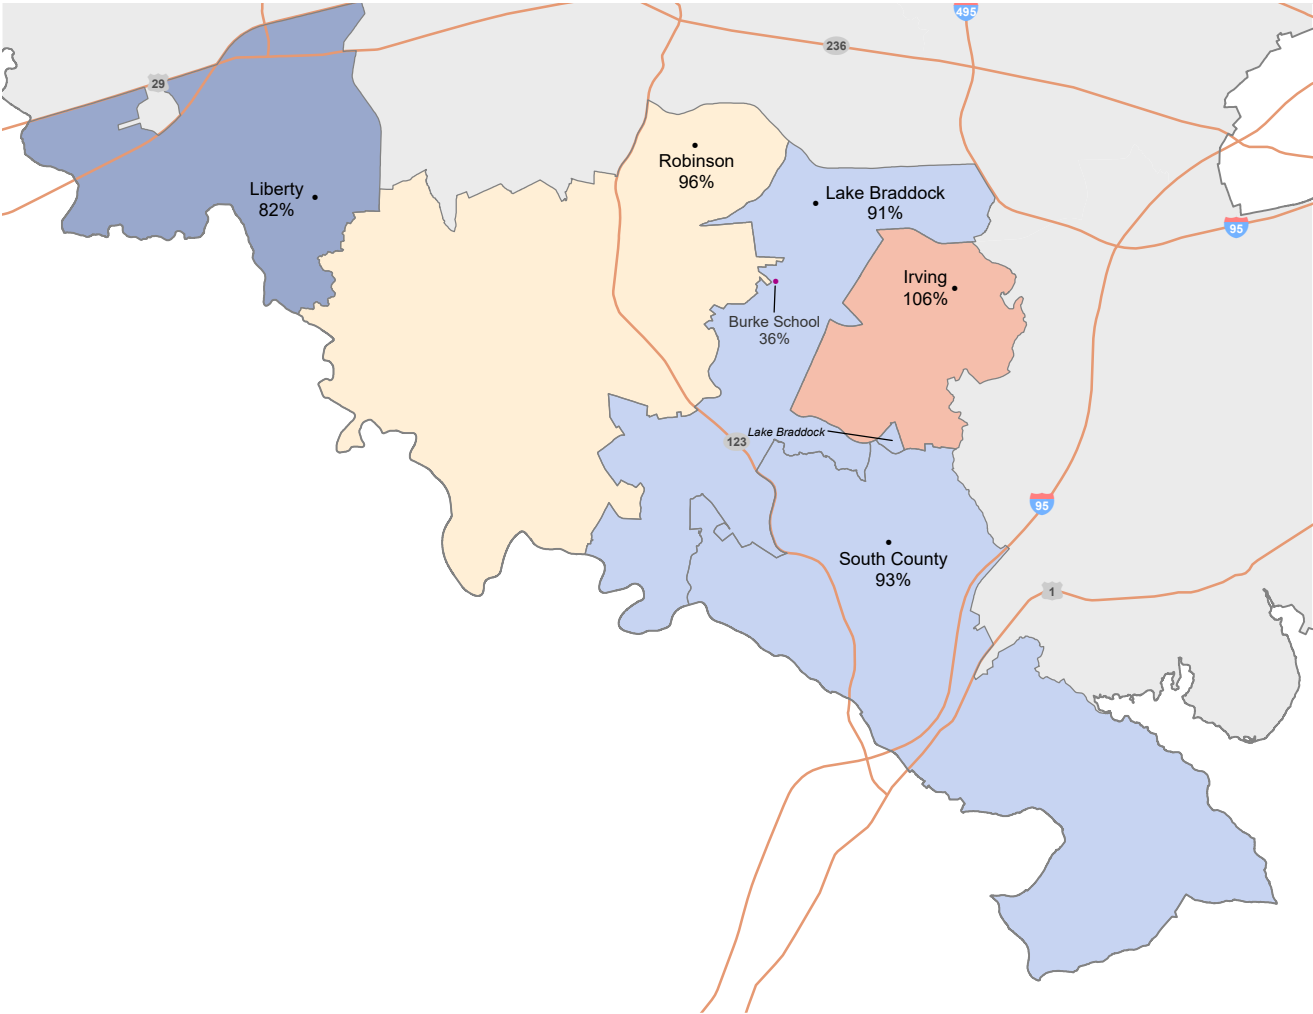 495
236
29
Robinson
96%
Liberty
82%
Lake Braddock
91%
95
Irving
106%
Burke School
36%
Lake Braddock
123
95
South County
93%
1